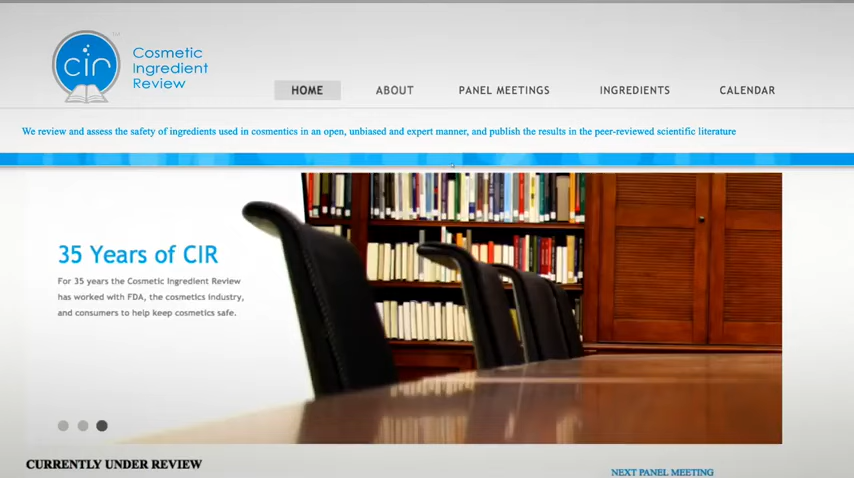 cir
TM
Cosmetic
Ingredient
Review
HOME ABOUT PANEL MEETINGS INGREDIENTS CALENDAR
We review and assess the safety of ingredients used in cosmentics in an open, unbiased and expert manner, and publish the results in the peer-reviewed scientific literature
35 Years of CIR
For 35 years the Cosmetic Ingredient Review
has worked with FDA, the cosmetics industry,
and consumers to help keep cosmetics safe.
CURRENTLY UNDER REVIEW
NEXT PANEL MEETING